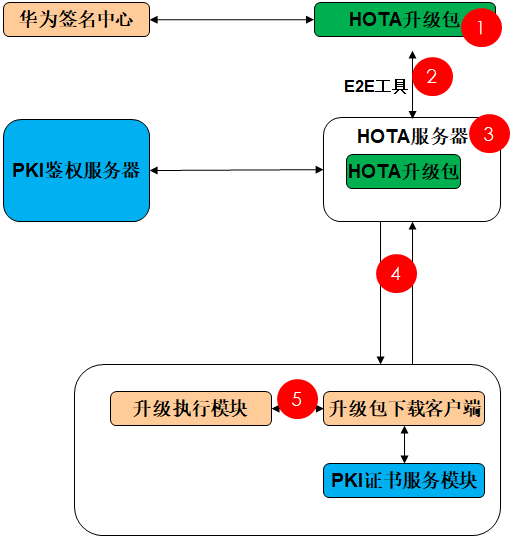 华为签名中心
HOTA升级包
1
E2E工具
2
HOTA服务器
3
HOTA升级包
PKI鉴权服务器
4
升级执行模块
5
升级包下载客户端
PKI证书服务模块